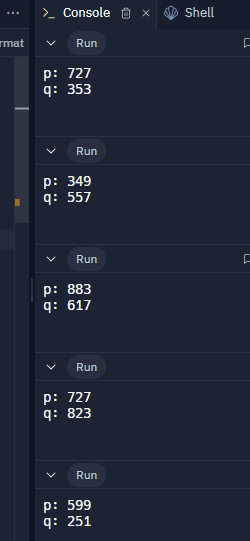 Console
Shell
rmat
Run
p: 727
q: 353
Run
p: 349
q: 557
Run
p: 883
q: 617
Run
p: 727
q: 823
Run
p: 599
q: 251